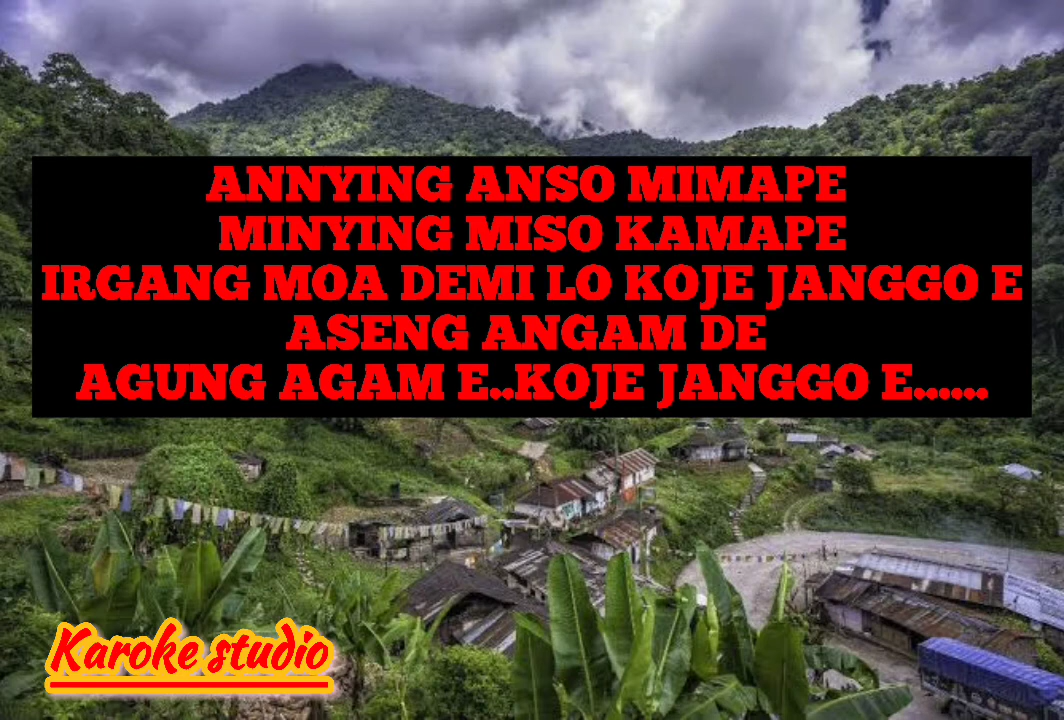 ANNYING ANSO MIMAPE
MINYING MISO KAMAPE
IRGANG MOA DEMI LO KOJE JANGGO E
ASENG ANGAM DE
AGUNG AGAM E..KOJE JANGGO E......
Karoke studio